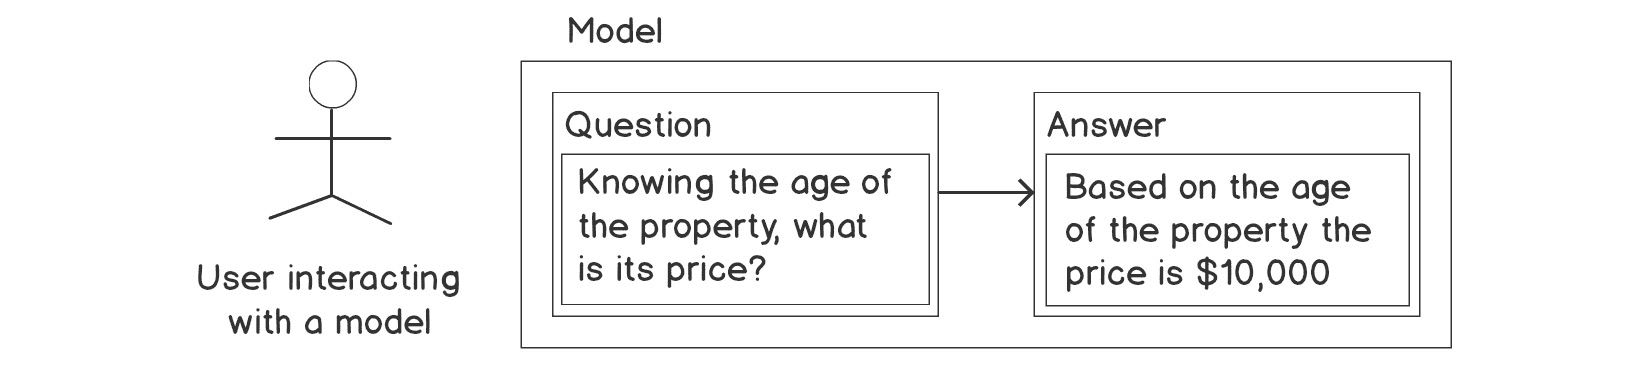 Model
Question
Knowing the age of
the property, what
is its price?
Answer
Based on the age
of the property the
price is $10,000
User interacting
with a model